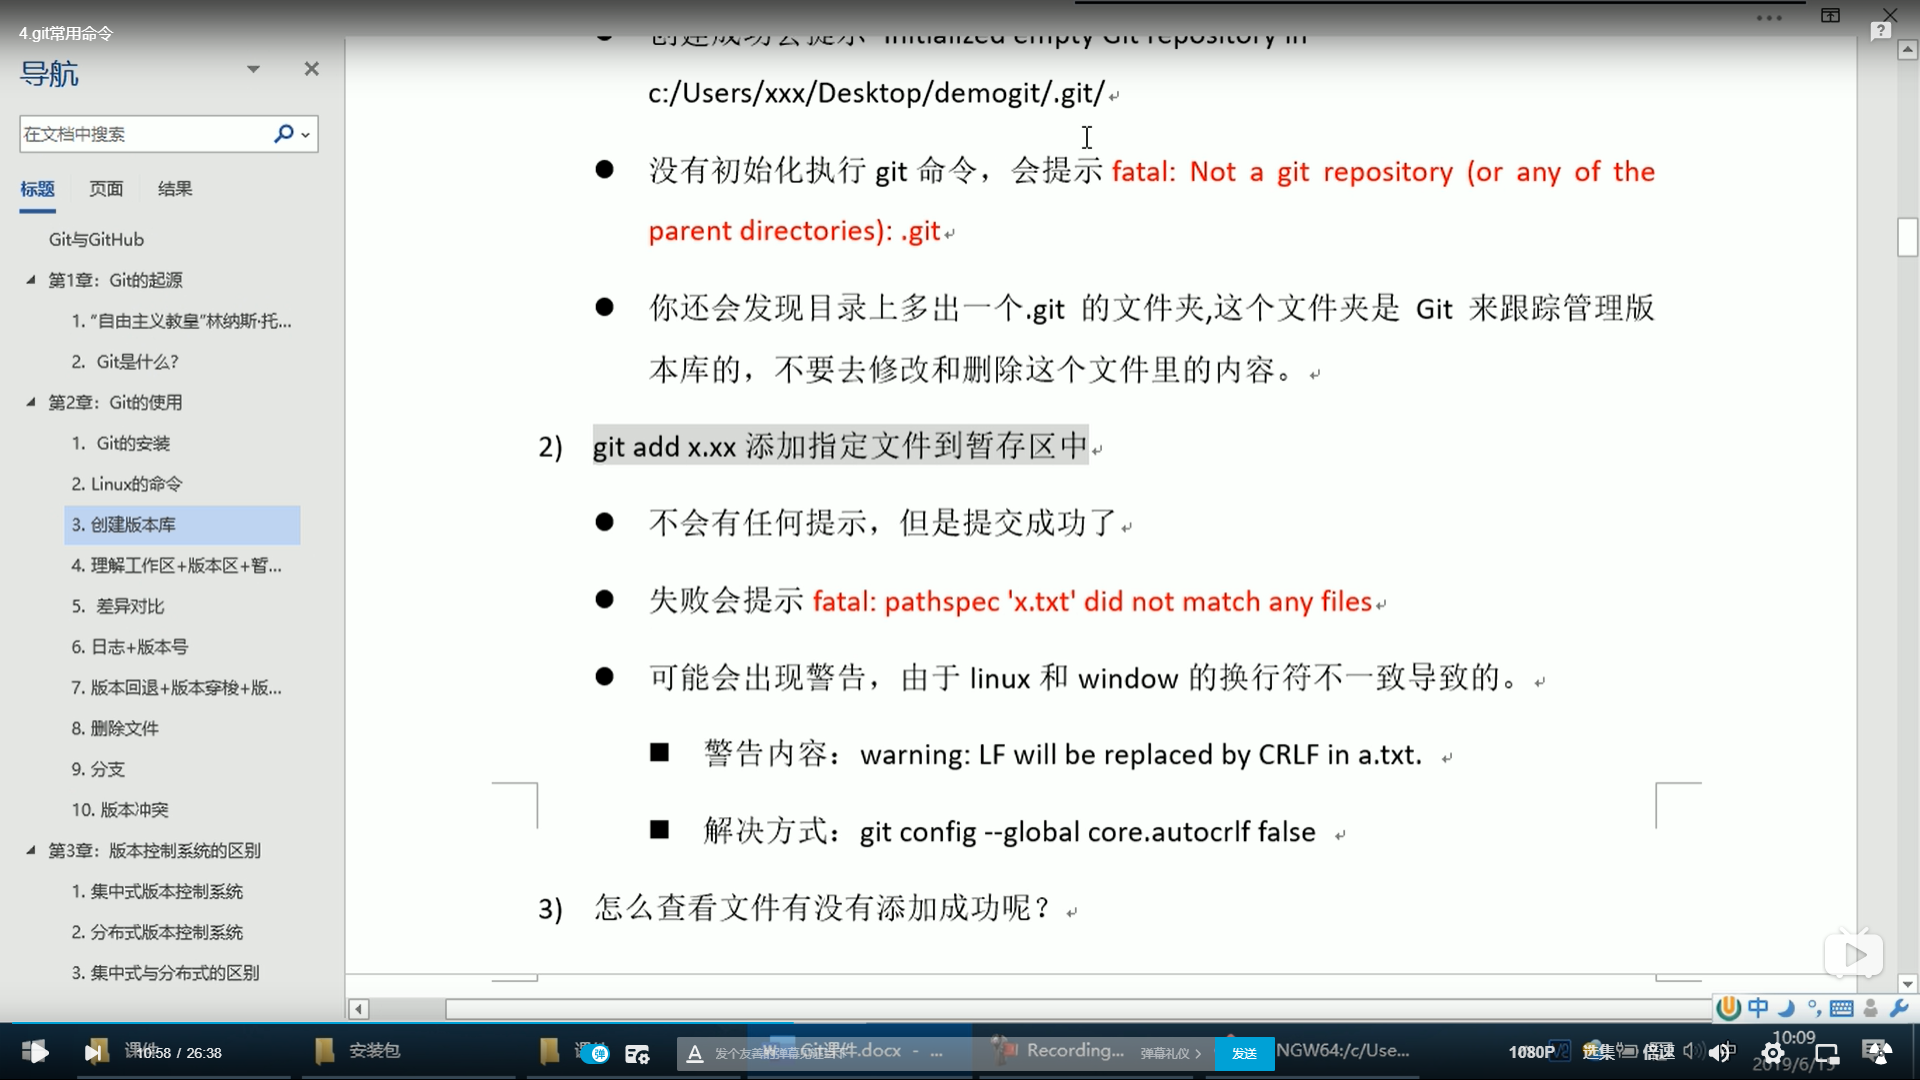 4.git常用命令
导航
在文档中搜索
标题 页面 结果
Git与GitHub
第1章：Git的起源
1. “自由主义教皇”林纳斯·托...
2. Git是什么?
第2章：Git的使用
1. Git的安装
2. Linux的命令
3. 创建版本库
4. 理解工作区+版本区+暂...
5. 差异对比
6. 日志+版本号
7. 版本回退+版本穿梭+版...
8. 删除文件
9. 分支
10. 版本冲突
第3章：版本控制系统的区别
1. 集中式版本控制系统
2. 分布式版本控制系统
3. 集中式与分布式的区别
创建成功会提示 Initialized empty Git repository in
c:/Users/xxx/Desktop/demogit/.git/
● 没有初始化执行 git 命令，会提示 fatal: Not a git repository (or any of the
parent directories): .git
● 你还会发现目录上多出一个.git 的文件夹,这个文件夹是 Git 来跟踪管理版
本库的，不要去修改和删除这个文件里的内容。
2) git add x.xx 添加指定文件到暂存区中
● 不会有任何提示，但是提交成功了
● 失败会提示 fatal: pathspec 'x.txt' did not match any files
● 可能会出现警告，由于 linux 和 window 的换行符不一致导致的。
■ 警告内容：warning: LF will be replaced by CRLF in a.txt.
■ 解决方式：git config --global core.autocrlf false
3) 怎么查看文件有没有添加成功呢？
中
10:58 / 26:38
安装包
弹
Git课件.docx - ...
Recording...
弹幕礼仪 >
发送
NGW64:/c/Use...
1080P
选集
倍速
10:09